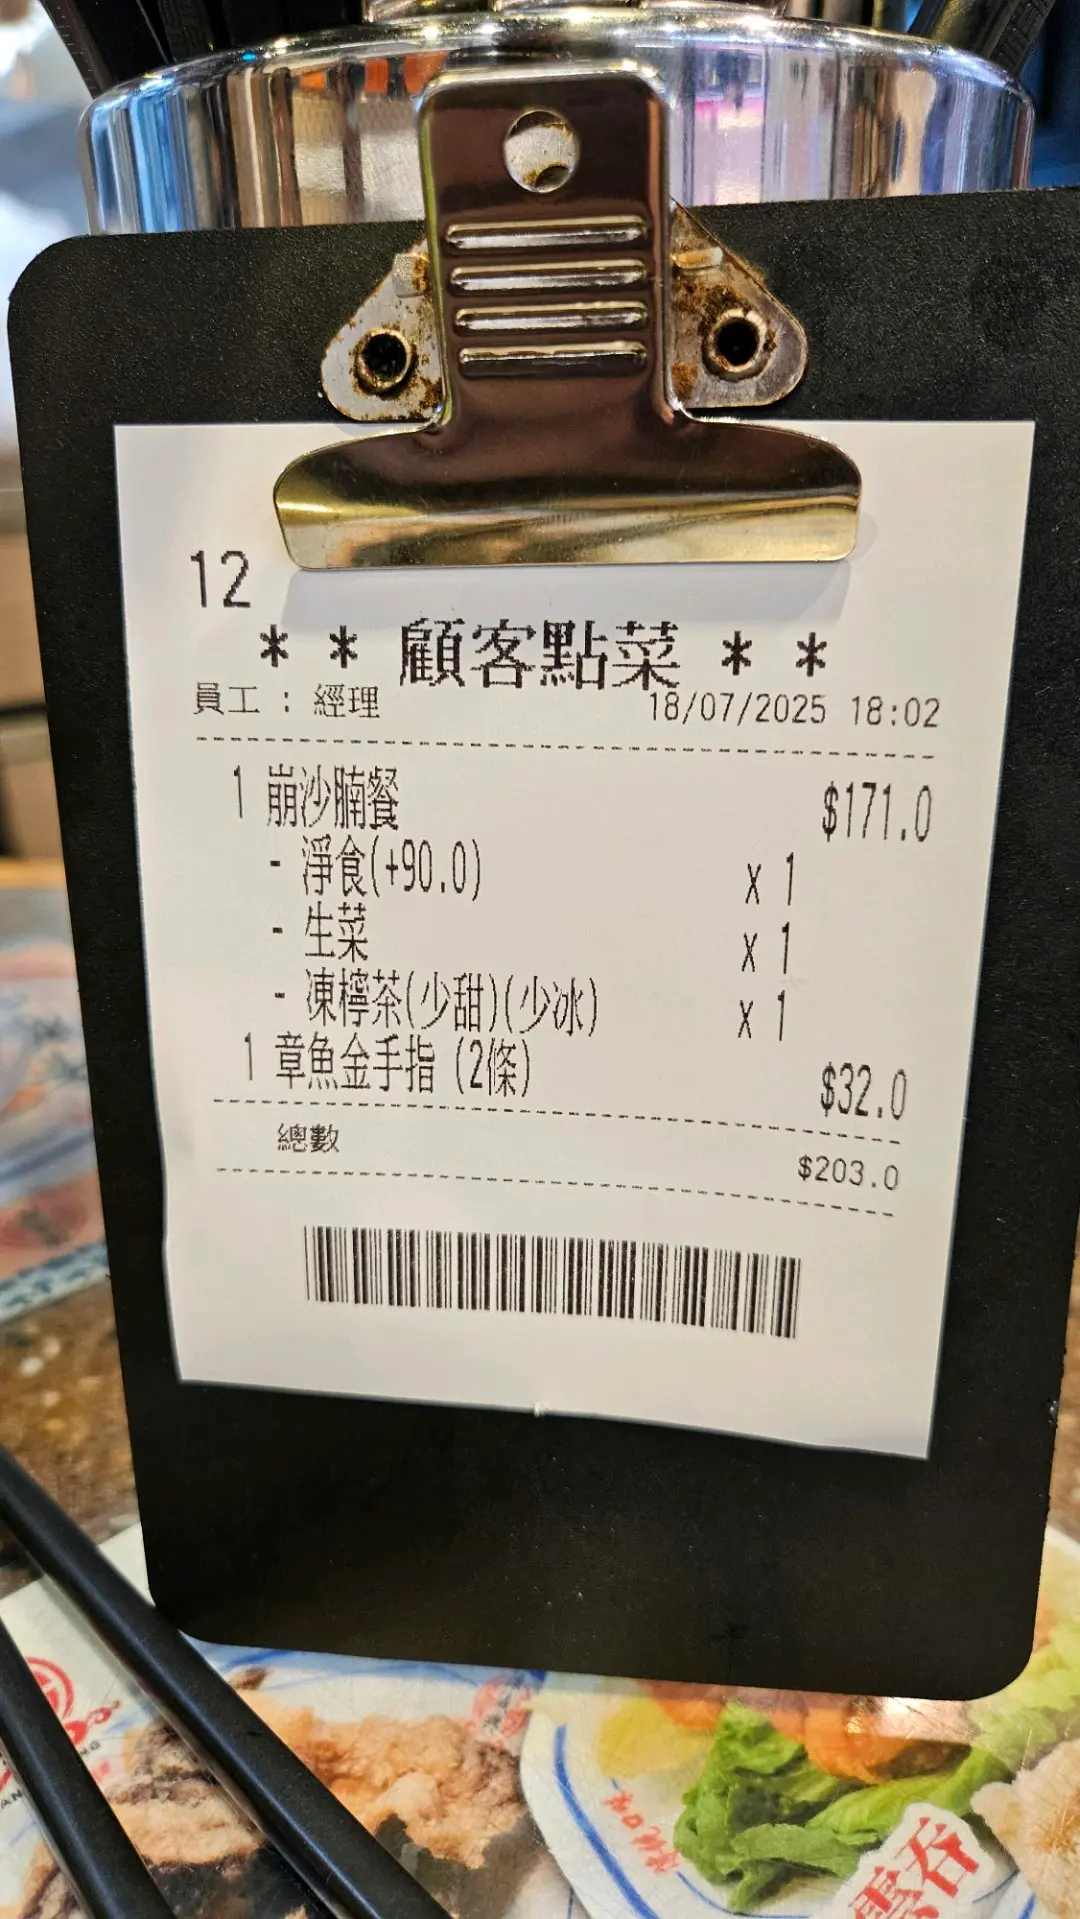 12
* * 顧客點菜 * *
員工 : 經理 18/07/2025 18:02
1 崩沙腩餐 $171.0
- 淨食(+90.0) x 1
- 生菜 x 1
- 凍檸茶(少甜)(少冰) x 1
1 章魚金手指 (2條) $32.0
總數 $203.0
雲吞